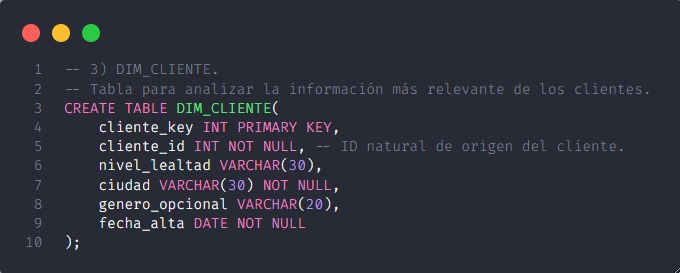 1 -- 3) DIM_CLIENTE.
2 -- Tabla para analizar la información más relevante de los clientes.
3 CREATE TABLE DIM_CLIENTE(
4     cliente_key INT PRIMARY KEY,
5     cliente_id INT NOT NULL, -- ID natural de origen del cliente.
6     nivel_lealtad VARCHAR(30),
7     ciudad VARCHAR(30) NOT NULL,
8     genero_opcional VARCHAR(20),
9     fecha_alta DATE NOT NULL
10 );